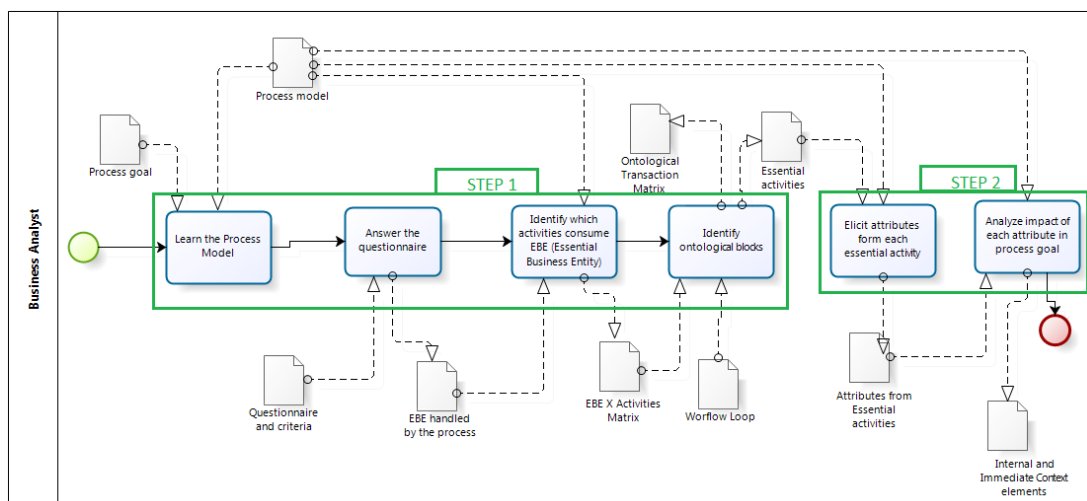 Business Analyst
Process model
Process goal
Ontological
Transaction
Matrix
Essential
activities
STEP 1
STEP 2
Learn the Process
Model
Answer the
questionnaire
Identify which
activities consume
EBE (Essential
Business Entity)
Identify
ontological blocks
Elicit attributes
form each
essential activity
Analyze impact of
each attribute in
process goal
Questionnaire
and criteria
EBE handled
by the process
EBE X Activities
Matrix
Worflow Loop
Attributes from
Essential
activities
Internal and
Immediate Context
elements